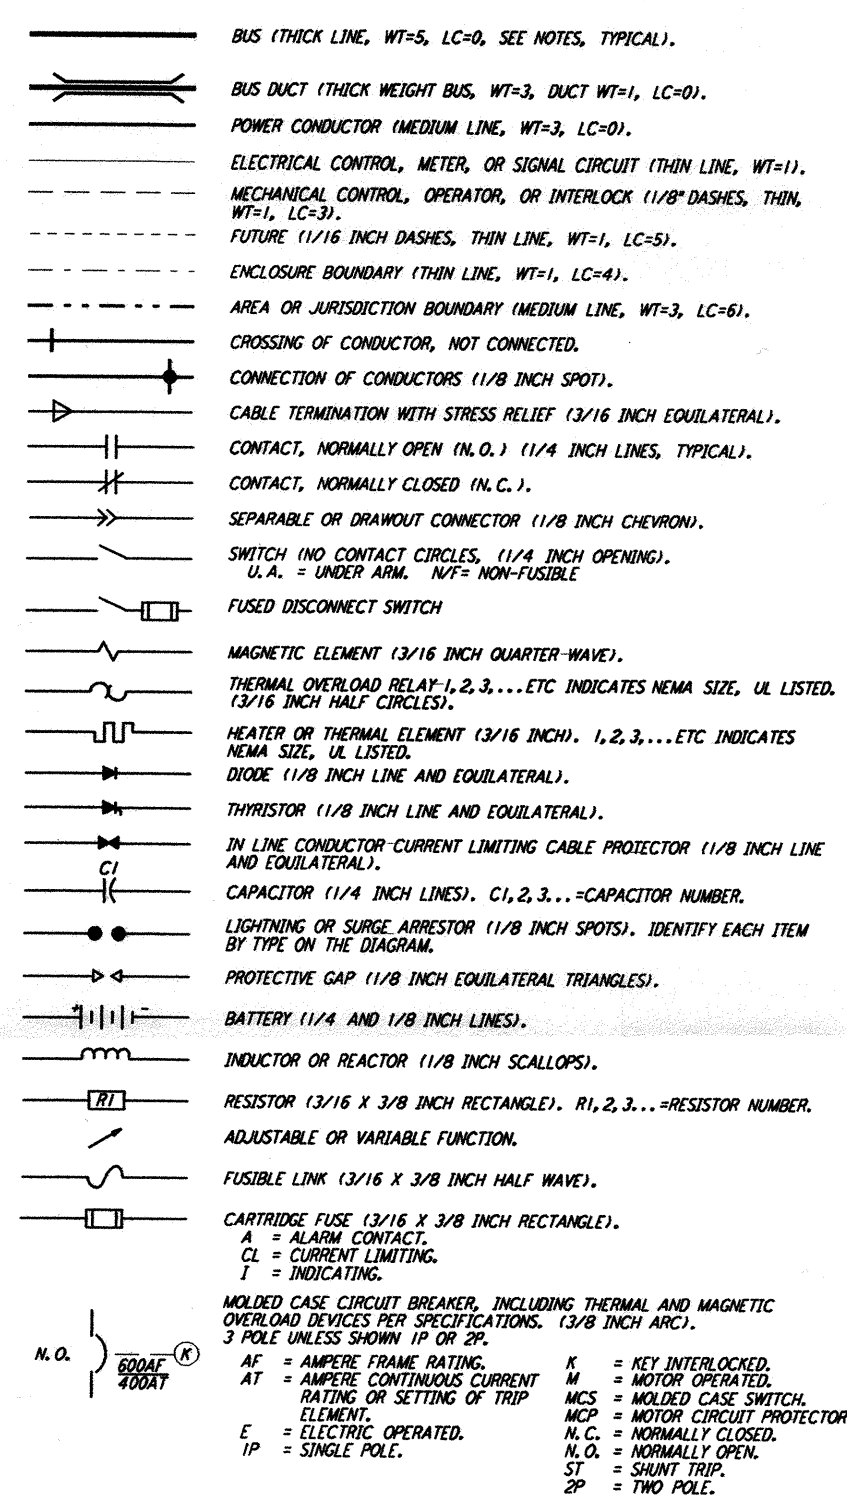 BUS (THICK LINE, WT=5, LC=0, SEE NOTES, TYPICAL).
BUS DUCT (THICK WEIGHT BUS, WT=3, DUCT WT=1, LC=0).
POWER CONDUCTOR (MEDIUM LINE, WT=3, LC=0).
ELECTRICAL CONTROL, METER, OR SIGNAL CIRCUIT (THIN LINE, WT=1).
MECHANICAL CONTROL, OPERATOR, OR INTERLOCK (1/8" DASHES, THIN,
WT=1, LC=3).
FUTURE (1/16 INCH DASHES, THIN LINE, WT=1, LC=5).
ENCLOSURE BOUNDARY (THIN LINE, WT=1, LC=4).
AREA OR JURISDICTION BOUNDARY (MEDIUM LINE, WT=3, LC=6).
CROSSING OF CONDUCTOR, NOT CONNECTED.
CONNECTION OF CONDUCTORS (1/8 INCH SPOT).
CABLE TERMINATION WITH STRESS RELIEF (3/16 INCH EQUILATERAL).
CONTACT, NORMALLY OPEN (N.O.) (1/4 INCH LINES, TYPICAL).
CONTACT, NORMALLY CLOSED (N.C.).
SEPARABLE OR DRAWOUT CONNECTOR (1/8 INCH CHEVRON).
SWITCH (NO CONTACT CIRCLES, (1/4 INCH OPENING).
U.A. = UNDER ARM. N/F= NON-FUSIBLE
FUSED DISCONNECT SWITCH
MAGNETIC ELEMENT (3/16 INCH QUARTER-WAVE).
THERMAL OVERLOAD RELAY-1,2,3,...ETC INDICATES NEMA SIZE, UL LISTED.
(3/16 INCH HALF CIRCLES).
HEATER OR THERMAL ELEMENT (3/16 INCH). 1,2,3,...ETC INDICATES
NEMA SIZE, UL LISTED.
DIODE (1/8 INCH LINE AND EQUILATERAL).
THYRISTOR (1/8 INCH LINE AND EQUILATERAL).
IN LINE CONDUCTOR-CURRENT LIMITING CABLE PROTECTOR (1/8 INCH LINE
AND EQUILATERAL).
C1
CAPACITOR (1/4 INCH LINES). C1,2,3...=CAPACITOR NUMBER.
LIGHTNING OR SURGE ARRESTOR (1/8 INCH SPOTS). IDENTIFY EACH ITEM
BY TYPE ON THE DIAGRAM.
PROTECTIVE GAP (1/8 INCH EQUILATERAL TRIANGLES).
+ -
BATTERY (1/4 AND 1/8 INCH LINES).
INDUCTOR OR REACTOR (1/8 INCH SCALLOPS).
R1
RESISTOR (3/16 X 3/8 INCH RECTANGLE). R1,2,3...=RESISTOR NUMBER.
ADJUSTABLE OR VARIABLE FUNCTION.
FUSIBLE LINK (3/16 X 3/8 INCH HALF WAVE).
CARTRIDGE FUSE (3/16 X 3/8 INCH RECTANGLE).
A = ALARM CONTACT.
CL = CURRENT LIMITING.
I = INDICATING.
MOLDED CASE CIRCUIT BREAKER, INCLUDING THERMAL AND MAGNETIC
OVERLOAD DEVICES PER SPECIFICATIONS. (3/8 INCH ARC).
3 POLE UNLESS SHOWN 1P OR 2P.
N.O.
K
600AF
400AT
AF = AMPERE FRAME RATING.
AT = AMPERE CONTINUOUS CURRENT
RATING OR SETTING OF TRIP
ELEMENT.
E = ELECTRIC OPERATED.
1P = SINGLE POLE.
K = KEY INTERLOCKED.
M = MOTOR OPERATED.
MCS = MOLDED CASE SWITCH.
MCP = MOTOR CIRCUIT PROTECTOR
N.C. = NORMALLY CLOSED.
N.O. = NORMALLY OPEN.
ST = SHUNT TRIP.
2P = TWO POLE.